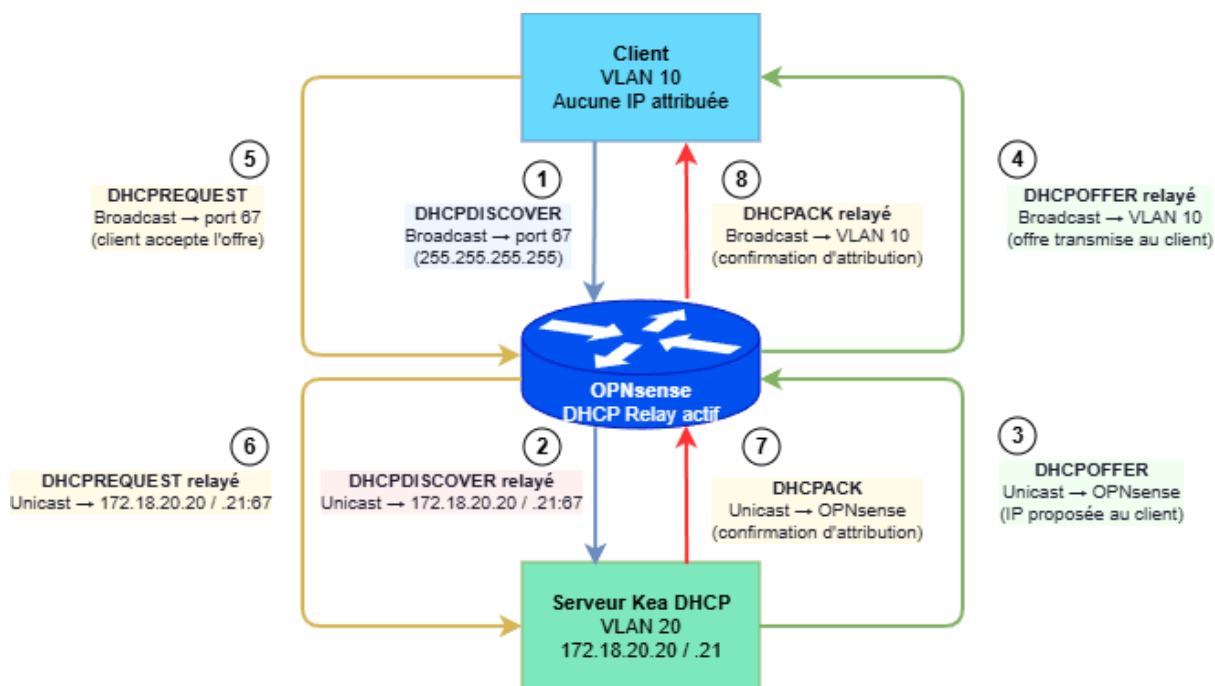 Client
VLAN 10
Aucune IP attribuée
5
DHCPREQUEST
Broadcast → port 67
(client accepte l'offre)
1
DHCPDISCOVER
Broadcast → port 67
(255.255.255.255)
8
DHCPACK relayé
Broadcast → VLAN 10
(confirmation d'attribution)
4
DHCPOFFER relayé
Broadcast → VLAN 10
(offre transmise au client)
OPNsense
DHCP Relay actif
6
DHCPREQUEST relayé
Unicast → 172.18.20.20 / .21:67
2
DHCPDISCOVER relayé
Unicast → 172.18.20.20 / .21:67
7
DHCPACK
Unicast → OPNsense
(confirmation d'attribution)
3
DHCPOFFER
Unicast → OPNsense
(IP proposée au client)
Serveur Kea DHCP
VLAN 20
172.18.20.20 / .21